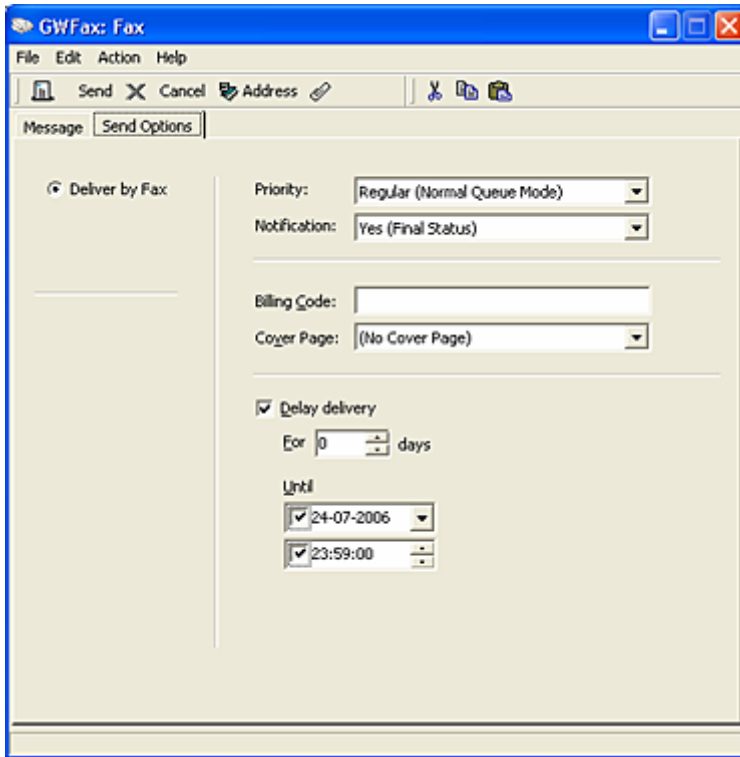 GWFax: Fax
File Edit Action Help
Send Cancel Address
Message Send Options
Deliver by Fax
Priority: Regular (Normal Queue Mode)
Notification: Yes (Final Status)
Billing Code:
Cover Page: (No Cover Page)
Delay delivery
For 0 days
Until
24-07-2006
23:59:00